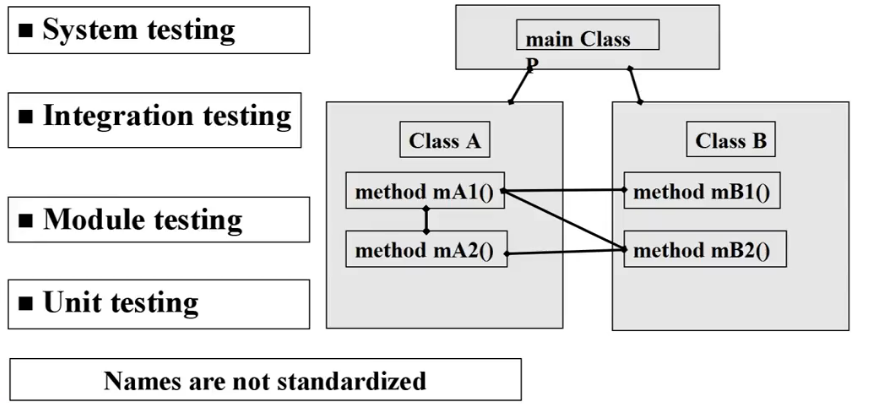 ■ System testing
■ Integration testing
■ Module testing
■ Unit testing
Names are not standardized
main Class
P
Class A
method mA1()
method mA2()
Class B
method mB1()
method mB2()